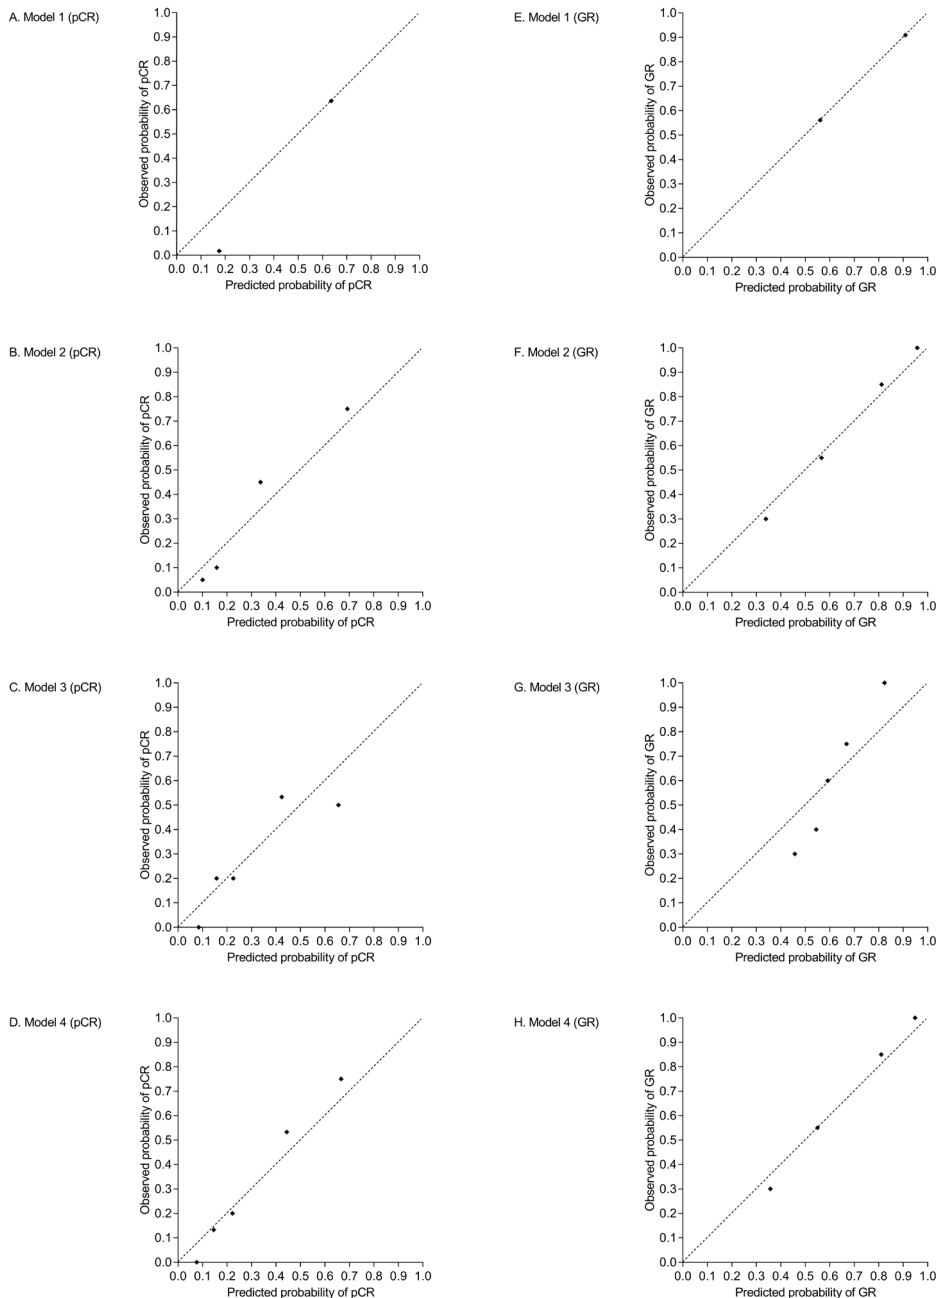 A. Model 1 (pCR)
Observed probability of pCR
1.0
0.9
0.8
0.7
0.6
0.5
0.4
0.3
0.2
0.1
0.0
0.0 0.1 0.2 0.3 0.4 0.5 0.6 0.7 0.8 0.9 1.0
Predicted probability of pCR
E. Model 1 (GR)
Observed probability of GR
1.0
0.9
0.8
0.7
0.6
0.5
0.4
0.3
0.2
0.1
0.0
0.0 0.1 0.2 0.3 0.4 0.5 0.6 0.7 0.8 0.9 1.0
Predicted probability of GR
B. Model 2 (pCR)
Observed probability of pCR
1.0
0.9
0.8
0.7
0.6
0.5
0.4
0.3
0.2
0.1
0.0
0.0 0.1 0.2 0.3 0.4 0.5 0.6 0.7 0.8 0.9 1.0
Predicted probability of pCR
F. Model 2 (GR)
Observed probability of GR
1.0
0.9
0.8
0.7
0.6
0.5
0.4
0.3
0.2
0.1
0.0
0.0 0.1 0.2 0.3 0.4 0.5 0.6 0.7 0.8 0.9 1.0
Predicted probability of GR
C. Model 3 (pCR)
Observed probability of pCR
1.0
0.9
0.8
0.7
0.6
0.5
0.4
0.3
0.2
0.1
0.0
0.0 0.1 0.2 0.3 0.4 0.5 0.6 0.7 0.8 0.9 1.0
Predicted probability of pCR
G. Model 3 (GR)
Observed probability of GR
1.0
0.9
0.8
0.7
0.6
0.5
0.4
0.3
0.2
0.1
0.0
0.0 0.1 0.2 0.3 0.4 0.5 0.6 0.7 0.8 0.9 1.0
Predicted probability of GR
D. Model 4 (pCR)
Observed probability of pCR
1.0
0.9
0.8
0.7
0.6
0.5
0.4
0.3
0.2
0.1
0.0
0.0 0.1 0.2 0.3 0.4 0.5 0.6 0.7 0.8 0.9 1.0
Predicted probability of pCR
H. Model 4 (GR)
Observed probability of GR
1.0
0.9
0.8
0.7
0.6
0.5
0.4
0.3
0.2
0.1
0.0
0.0 0.1 0.2 0.3 0.4 0.5 0.6 0.7 0.8 0.9 1.0
Predicted probability of GR